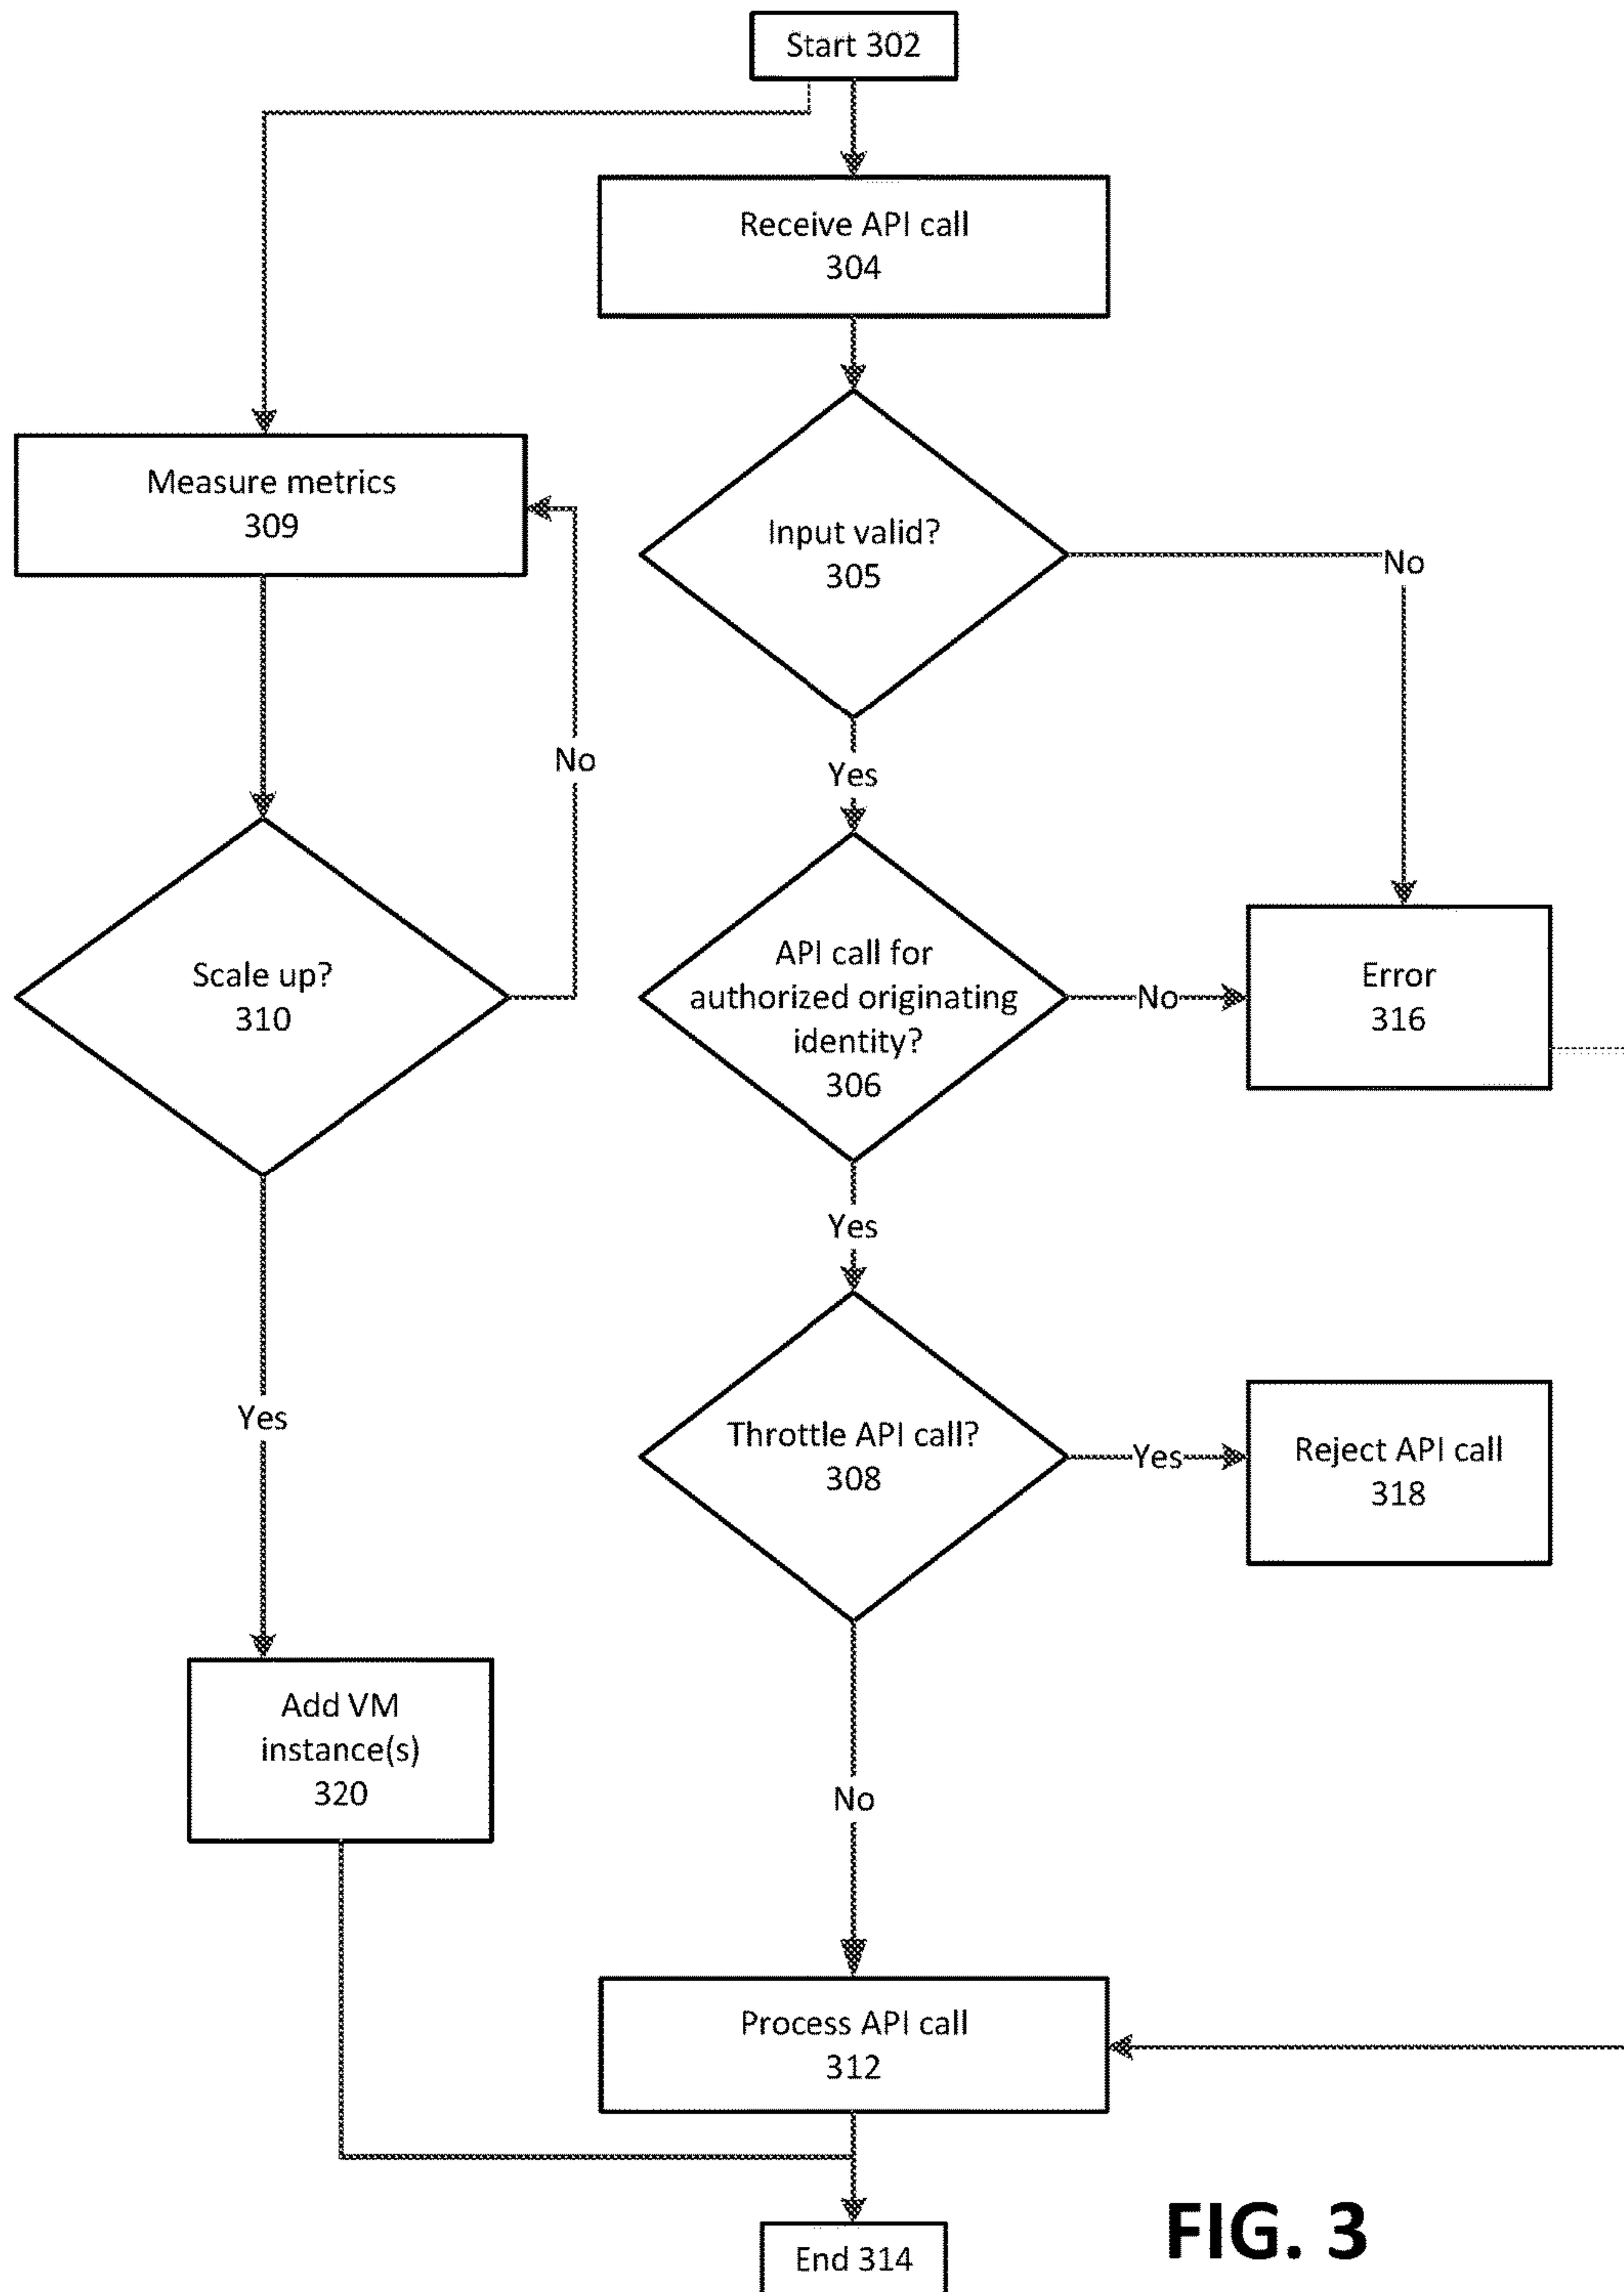 Start 302
Receive API call
304
Measure metrics
309
Input valid?
305
No
No
Yes
Scale up?
310
API call for
authorized originating
identity?
306
No
Error
316
Yes
Yes
Throttle API call?
308
Yes
Reject API call
318
Add VM
instance(s)
320
No
Process API call
312
End 314
FIG. 3